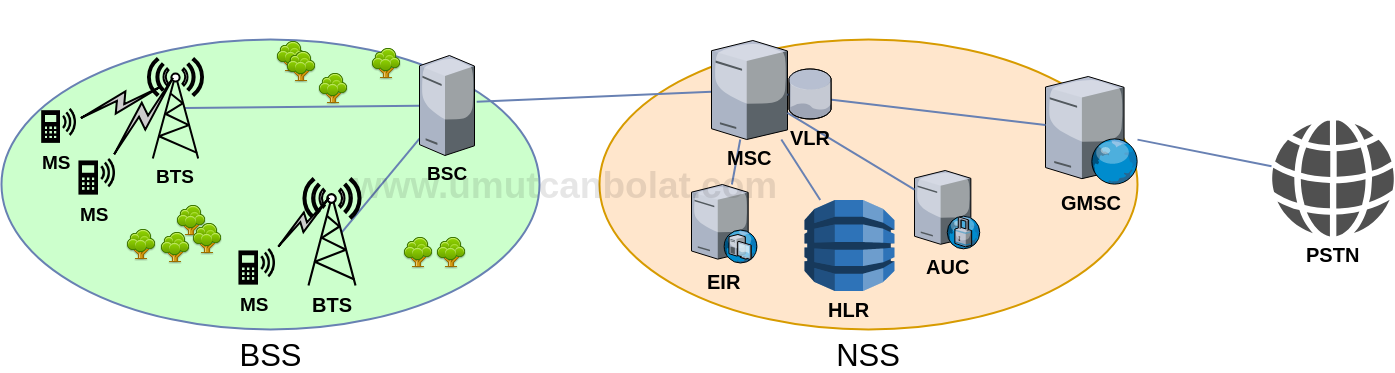 MS
MS
BTS
BSC
www.umutcanbolat.com
MS
BTS
BSS
MSC
VLR
EIR
HLR
AUC
GMSC
NSS
PSTN